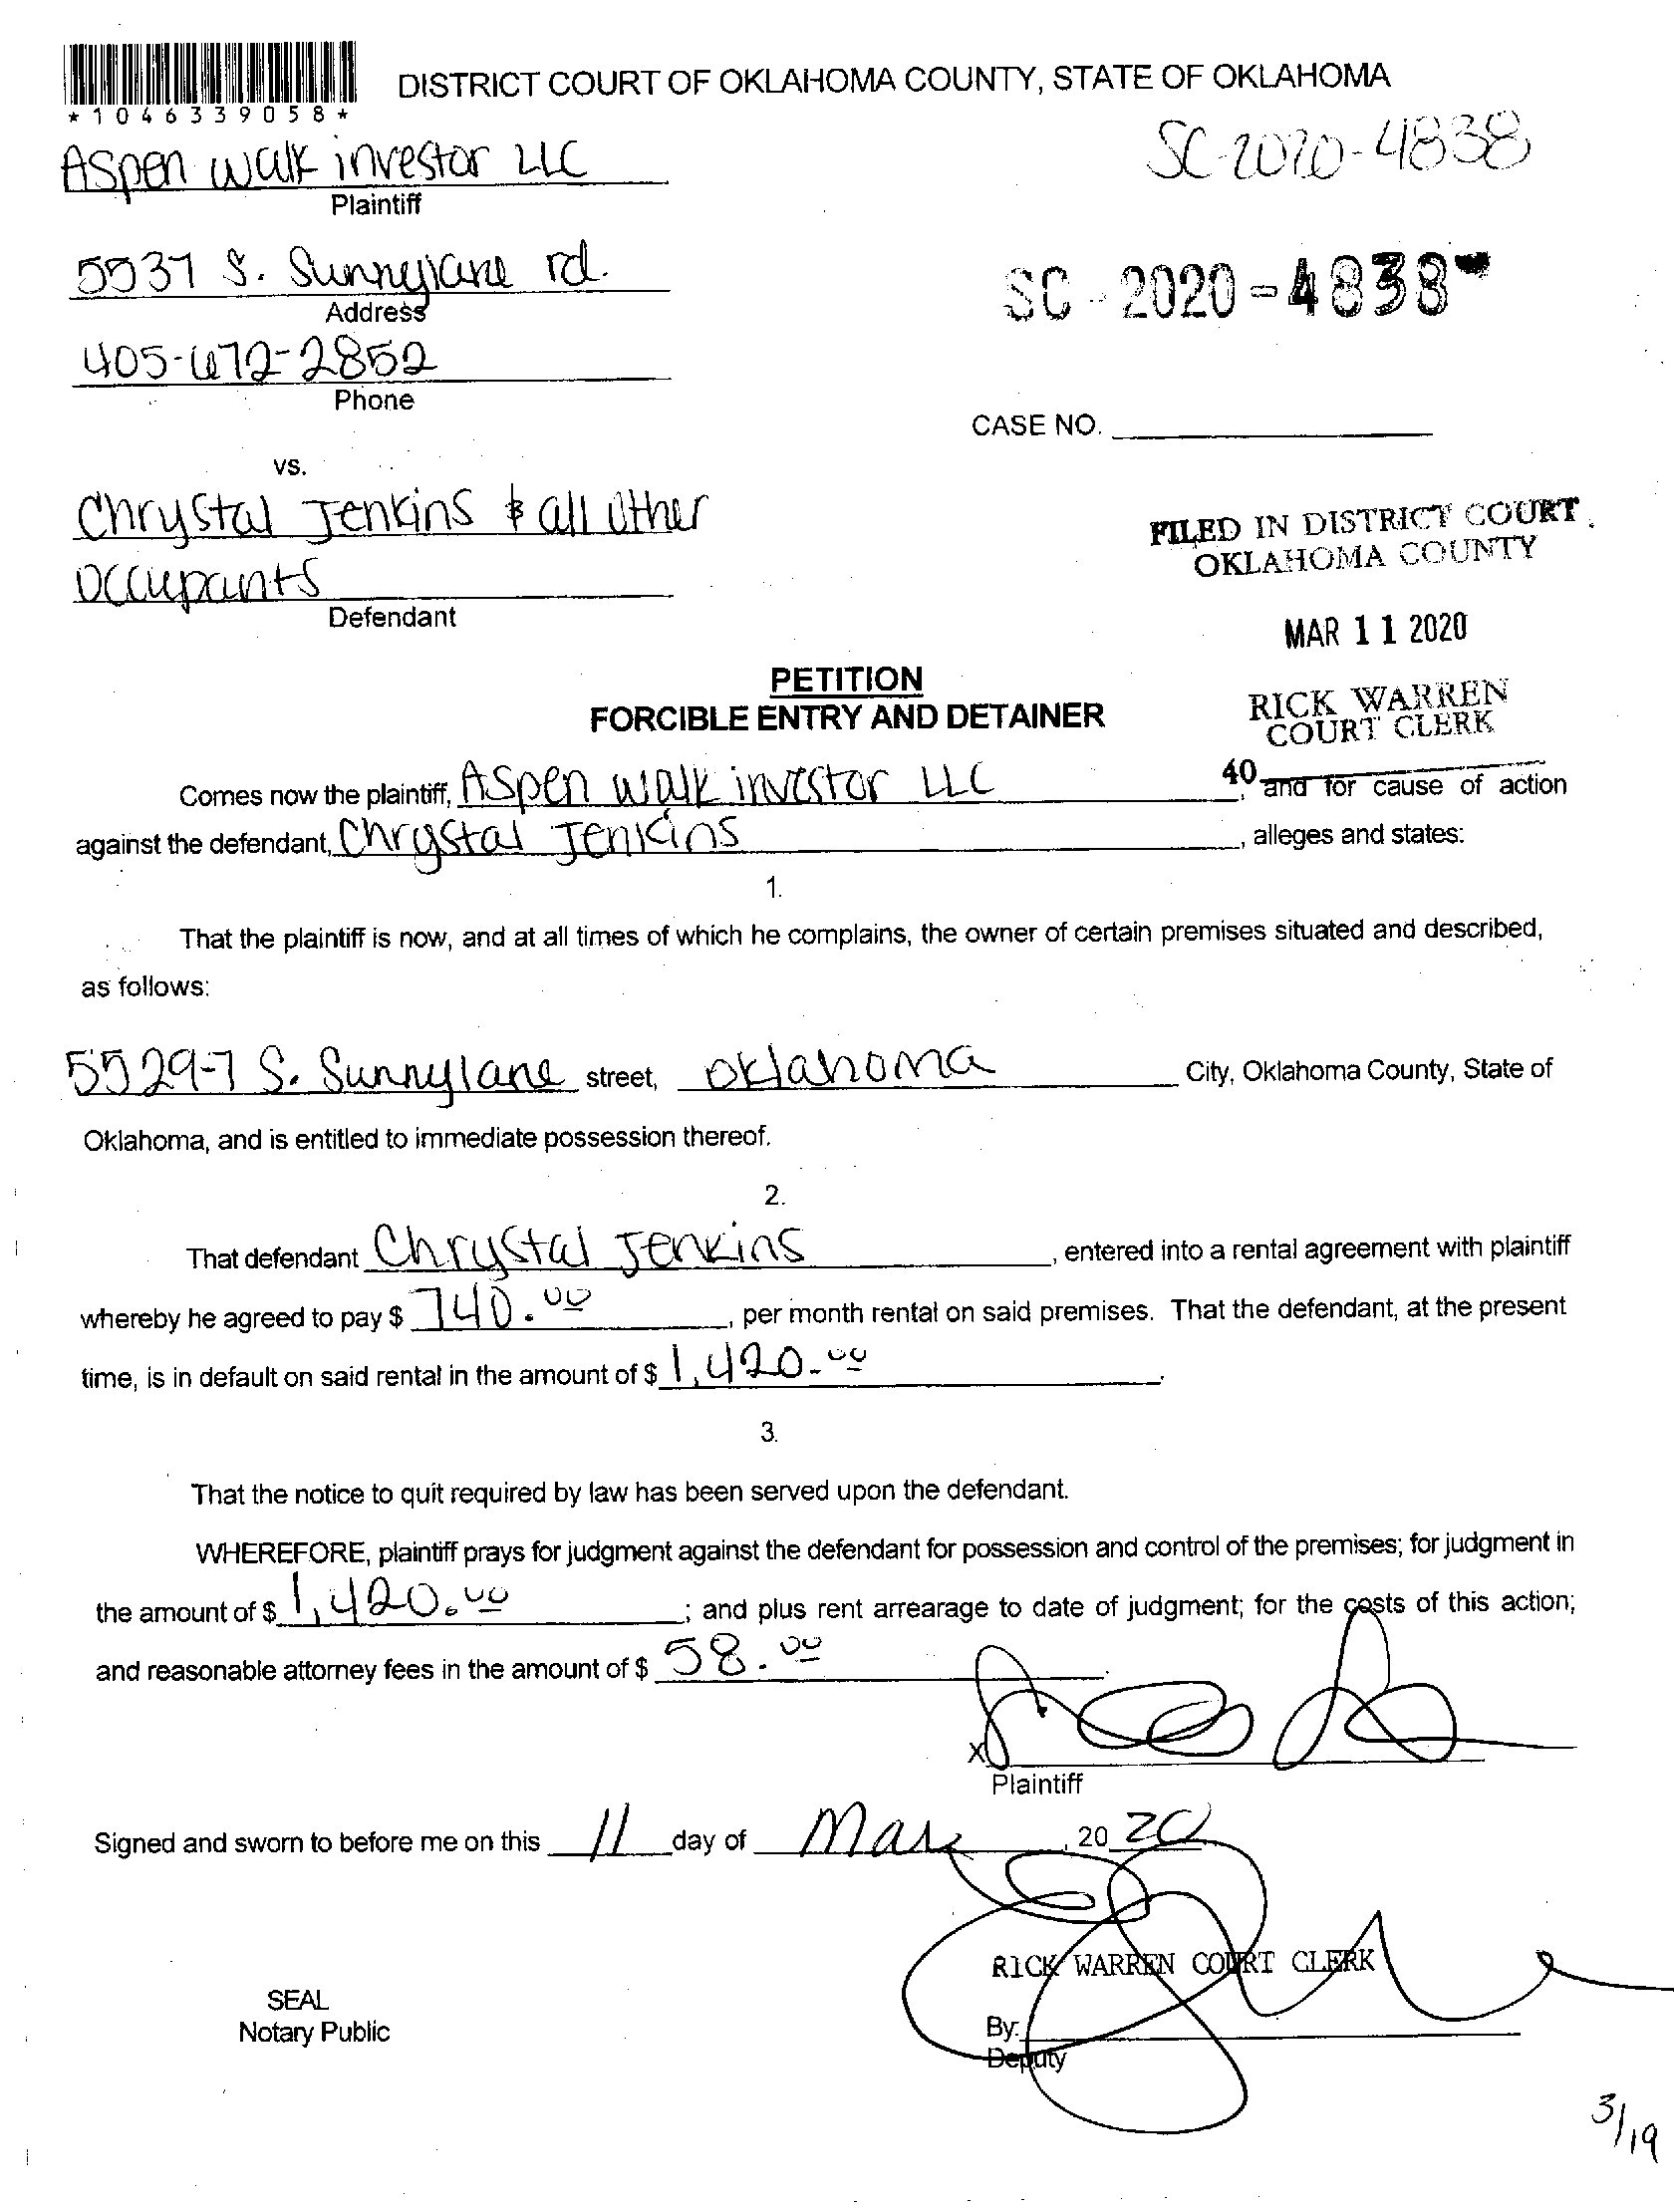 *1046339058*
DISTRICT COURT OF OKLAHOMA COUNTY, STATE OF OKLAHOMA
SC-2020-4838
Aspen Walk investor LLC
Plaintiff
5537 S. Sunnylane rd.
Address
SC-2020-4838
405-672-2852
Phone
CASE NO.
vs.
Chrystal Jenkins & all other
Occupants
Defendant
FILED IN DISTRICT COURT
OKLAHOMA COUNTY
MAR 11 2020
RICK WARREN
COURT CLERK
40
PETITION
FORCIBLE ENTRY AND DETAINER
Comes now the plaintiff, Aspen Walk investor LLC, and for cause of action
against the defendant, Chrystal Jenkins, alleges and states:
1.
That the plaintiff is now, and at all times of which he complains, the owner of certain premises situated and described,
as follows:
5529-7 S. Sunnylane street, Oklahoma City, Oklahoma County, State of
Oklahoma, and is entitled to immediate possession thereof.
2.
That defendant Chrystal Jenkins, entered into a rental agreement with plaintiff
whereby he agreed to pay $ 740.00, per month rental on said premises. That the defendant, at the present
time, is in default on said rental in the amount of $ 1,420.00.
3.
That the notice to quit required by law has been served upon the defendant.
WHEREFORE, plaintiff prays for judgment against the defendant for possession and control of the premises; for judgment in
the amount of $ 1,420.00; and plus rent arrearage to date of judgment; for the costs of this action;
and reasonable attorney fees in the amount of $ 58.00.
X
Plaintiff
Signed and sworn to before me on this 11 day of Mar, 20 20
RICK WARREN COURT CLERK
SEAL
Notary Public
By:
Deputy
3/19